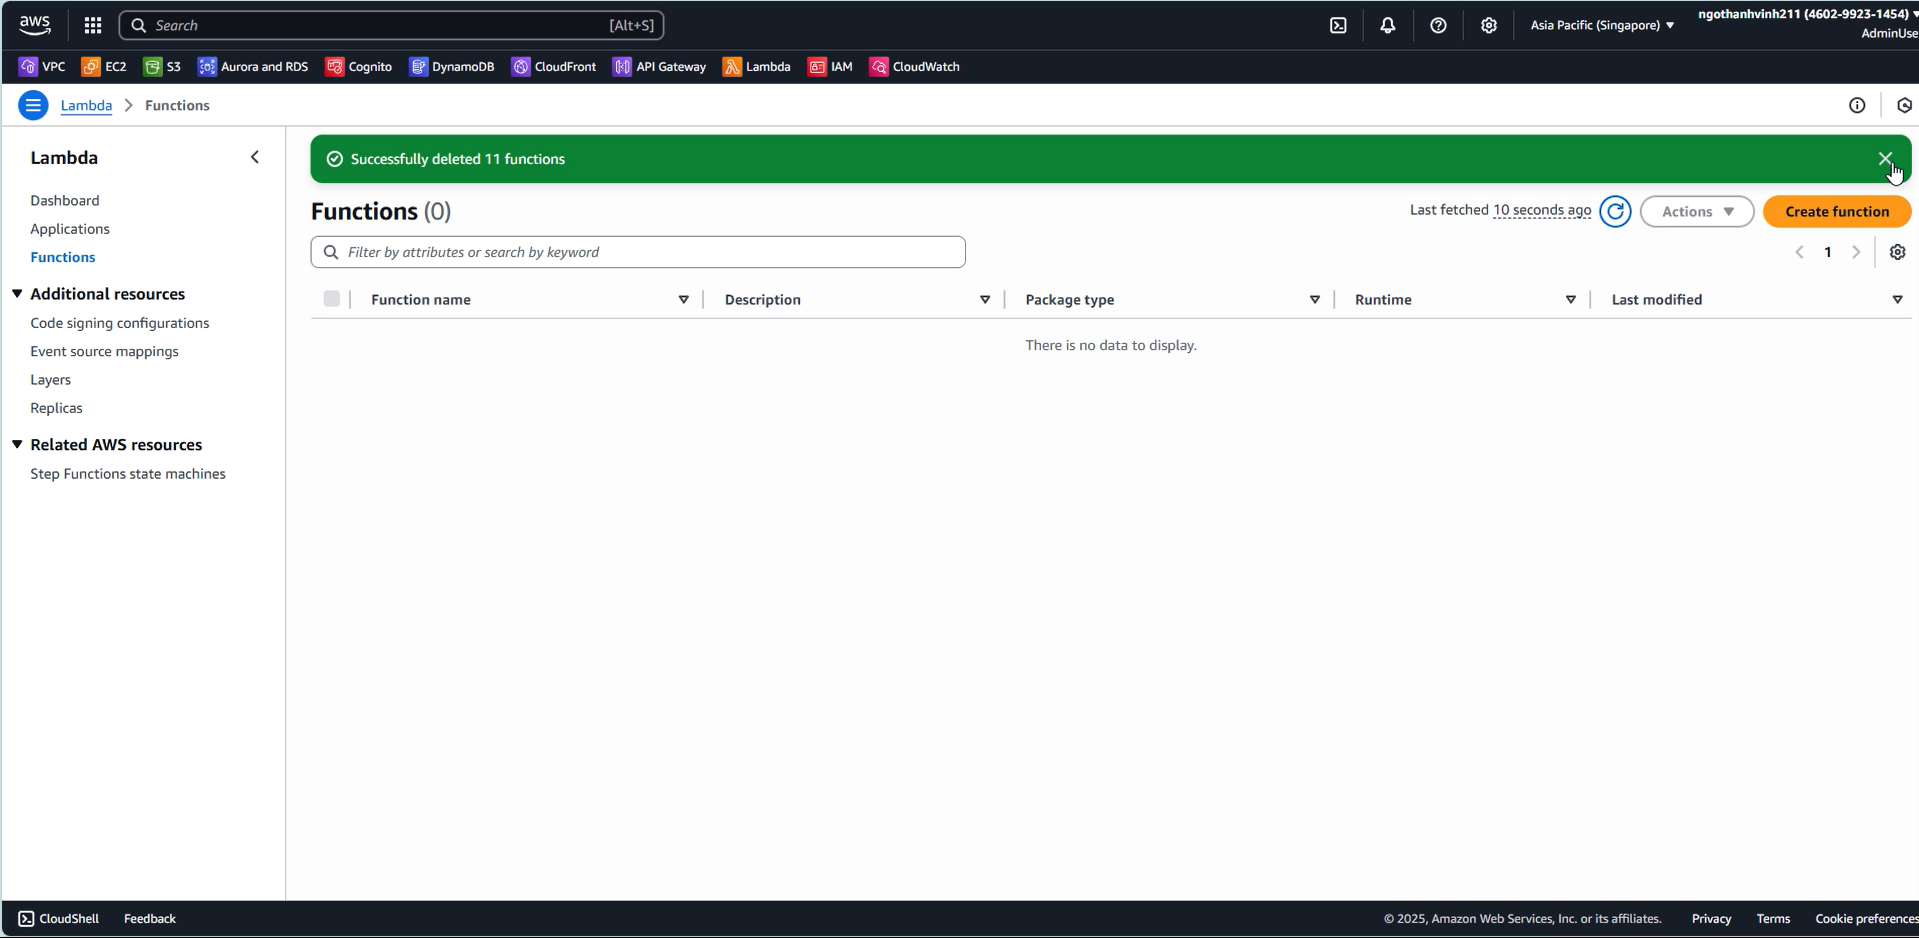 aws
Search [Alt+S]
Asia Pacific (Singapore)
ngothanhvinh211 (4602-9923-1454)
AdminUse
VPC EC2 S3 Aurora and RDS Cognito DynamoDB CloudFront API Gateway Lambda IAM CloudWatch
Lambda Functions
Lambda
Dashboard
Applications
Functions
Additional resources
Code signing configurations
Event source mappings
Layers
Replicas
Related AWS resources
Step Functions state machines
Successfully deleted 11 functions
Functions (0)
Last fetched 10 seconds ago
Actions
Create function
Filter by attributes or search by keyword
1
Function name Description Package type Runtime Last modified
There is no data to display.
CloudShell Feedback © 2025, Amazon Web Services, Inc. or its affiliates. Privacy Terms Cookie preferences